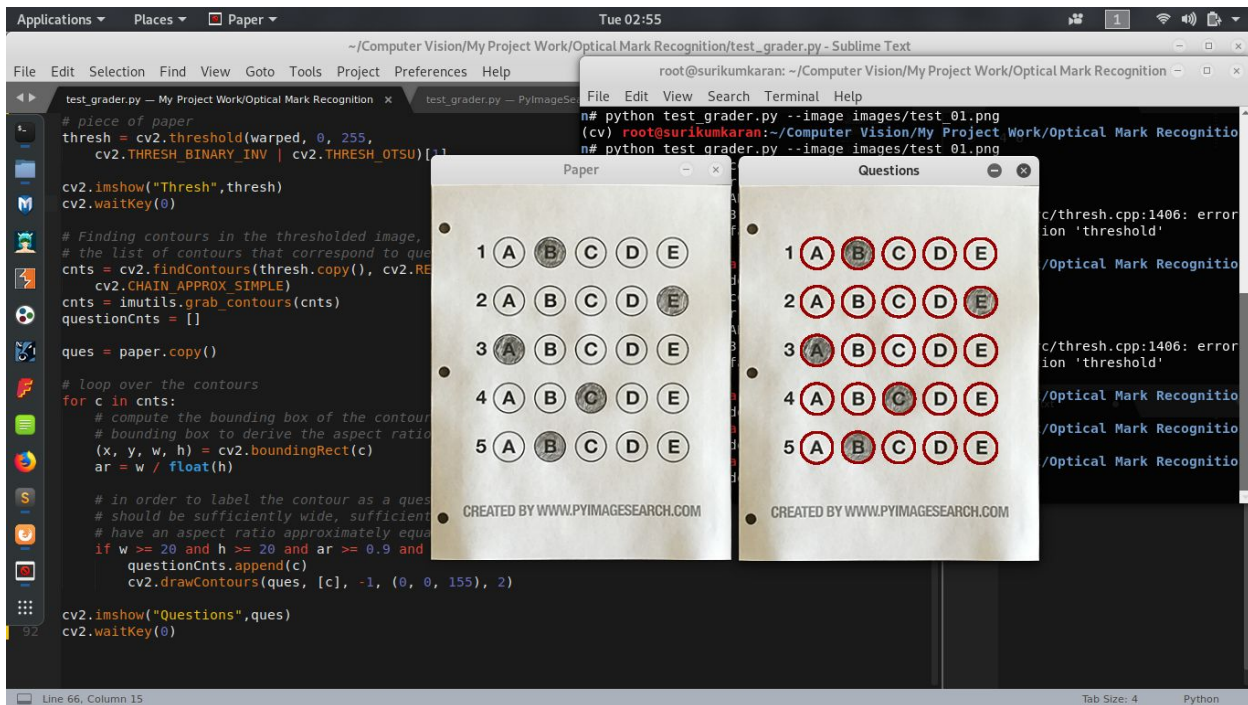 Applications Places Paper Tue 02:55 1
~/Computer Vision/My Project Work/Optical Mark Recognition/test_grader.py - Sublime Text
File Edit Selection Find View Goto Tools Project Preferences Help
test_grader.py — My Project Work/Optical Mark Recognition × test_grader.py — PyImageSea
# piece of paper
thresh = cv2.threshold(warped, 0, 255,
cv2.THRESH_BINARY_INV | cv2.THRESH_OTSU)[1]
cv2.imshow("Thresh",thresh)
cv2.waitKey(0)
# Finding contours in the thresholded image,
# the list of contours that correspond to que
cnts = cv2.findContours(thresh.copy(), cv2.RE
cv2.CHAIN_APPROX_SIMPLE)
cnts = imutils.grab_contours(cnts)
questionCnts = []
ques = paper.copy()
# loop over the contours
for c in cnts:
# compute the bounding box of the contour
# bounding box to derive the aspect ratio
(x, y, w, h) = cv2.boundingRect(c)
ar = w / float(h)
# in order to label the contour as a ques
# should be sufficiently wide, sufficient
# have an aspect ratio approximately equa
if w >= 20 and h >= 20 and ar >= 0.9 and
questionCnts.append(c)
cv2.drawContours(ques, [c], -1, (0, 0, 155), 2)
cv2.imshow("Questions",ques)
92 cv2.waitKey(0)
root@surikumkaran: ~/Computer Vision/My Project Work/Optical Mark Recognition
File Edit View Search Terminal Help
n# python test_grader.py --image images/test_01.png
(cv) root@surikumkaran:~/Computer Vision/My Project Work/Optical Mark Recognitio
n# python test_grader.py --image images/test_01.png
c/thresh.cpp:1406: error
ion 'threshold'
/Optical Mark Recognitio
c/thresh.cpp:1406: error
ion 'threshold'
/Optical Mark Recognitio
/Optical Mark Recognitio
/Optical Mark Recognitio
Paper
1 A B C D E
2 A B C D E
3 A B C D E
4 A B C D E
5 A B C D E
CREATED BY WWW.PYIMAGESEARCH.COM
Questions
1 A B C D E
2 A B C D E
3 A B C D E
4 A B C D E
5 A B C D E
CREATED BY WWW.PYIMAGESEARCH.COM
Line 66, Column 15 Tab Size: 4 Python